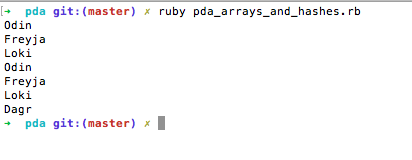 ➜  pda git:(master) ✗ ruby pda_arrays_and_hashes.rb
Odin
Freyja
Loki
Odin
Freyja
Loki
Dagr
➜  pda git:(master) ✗